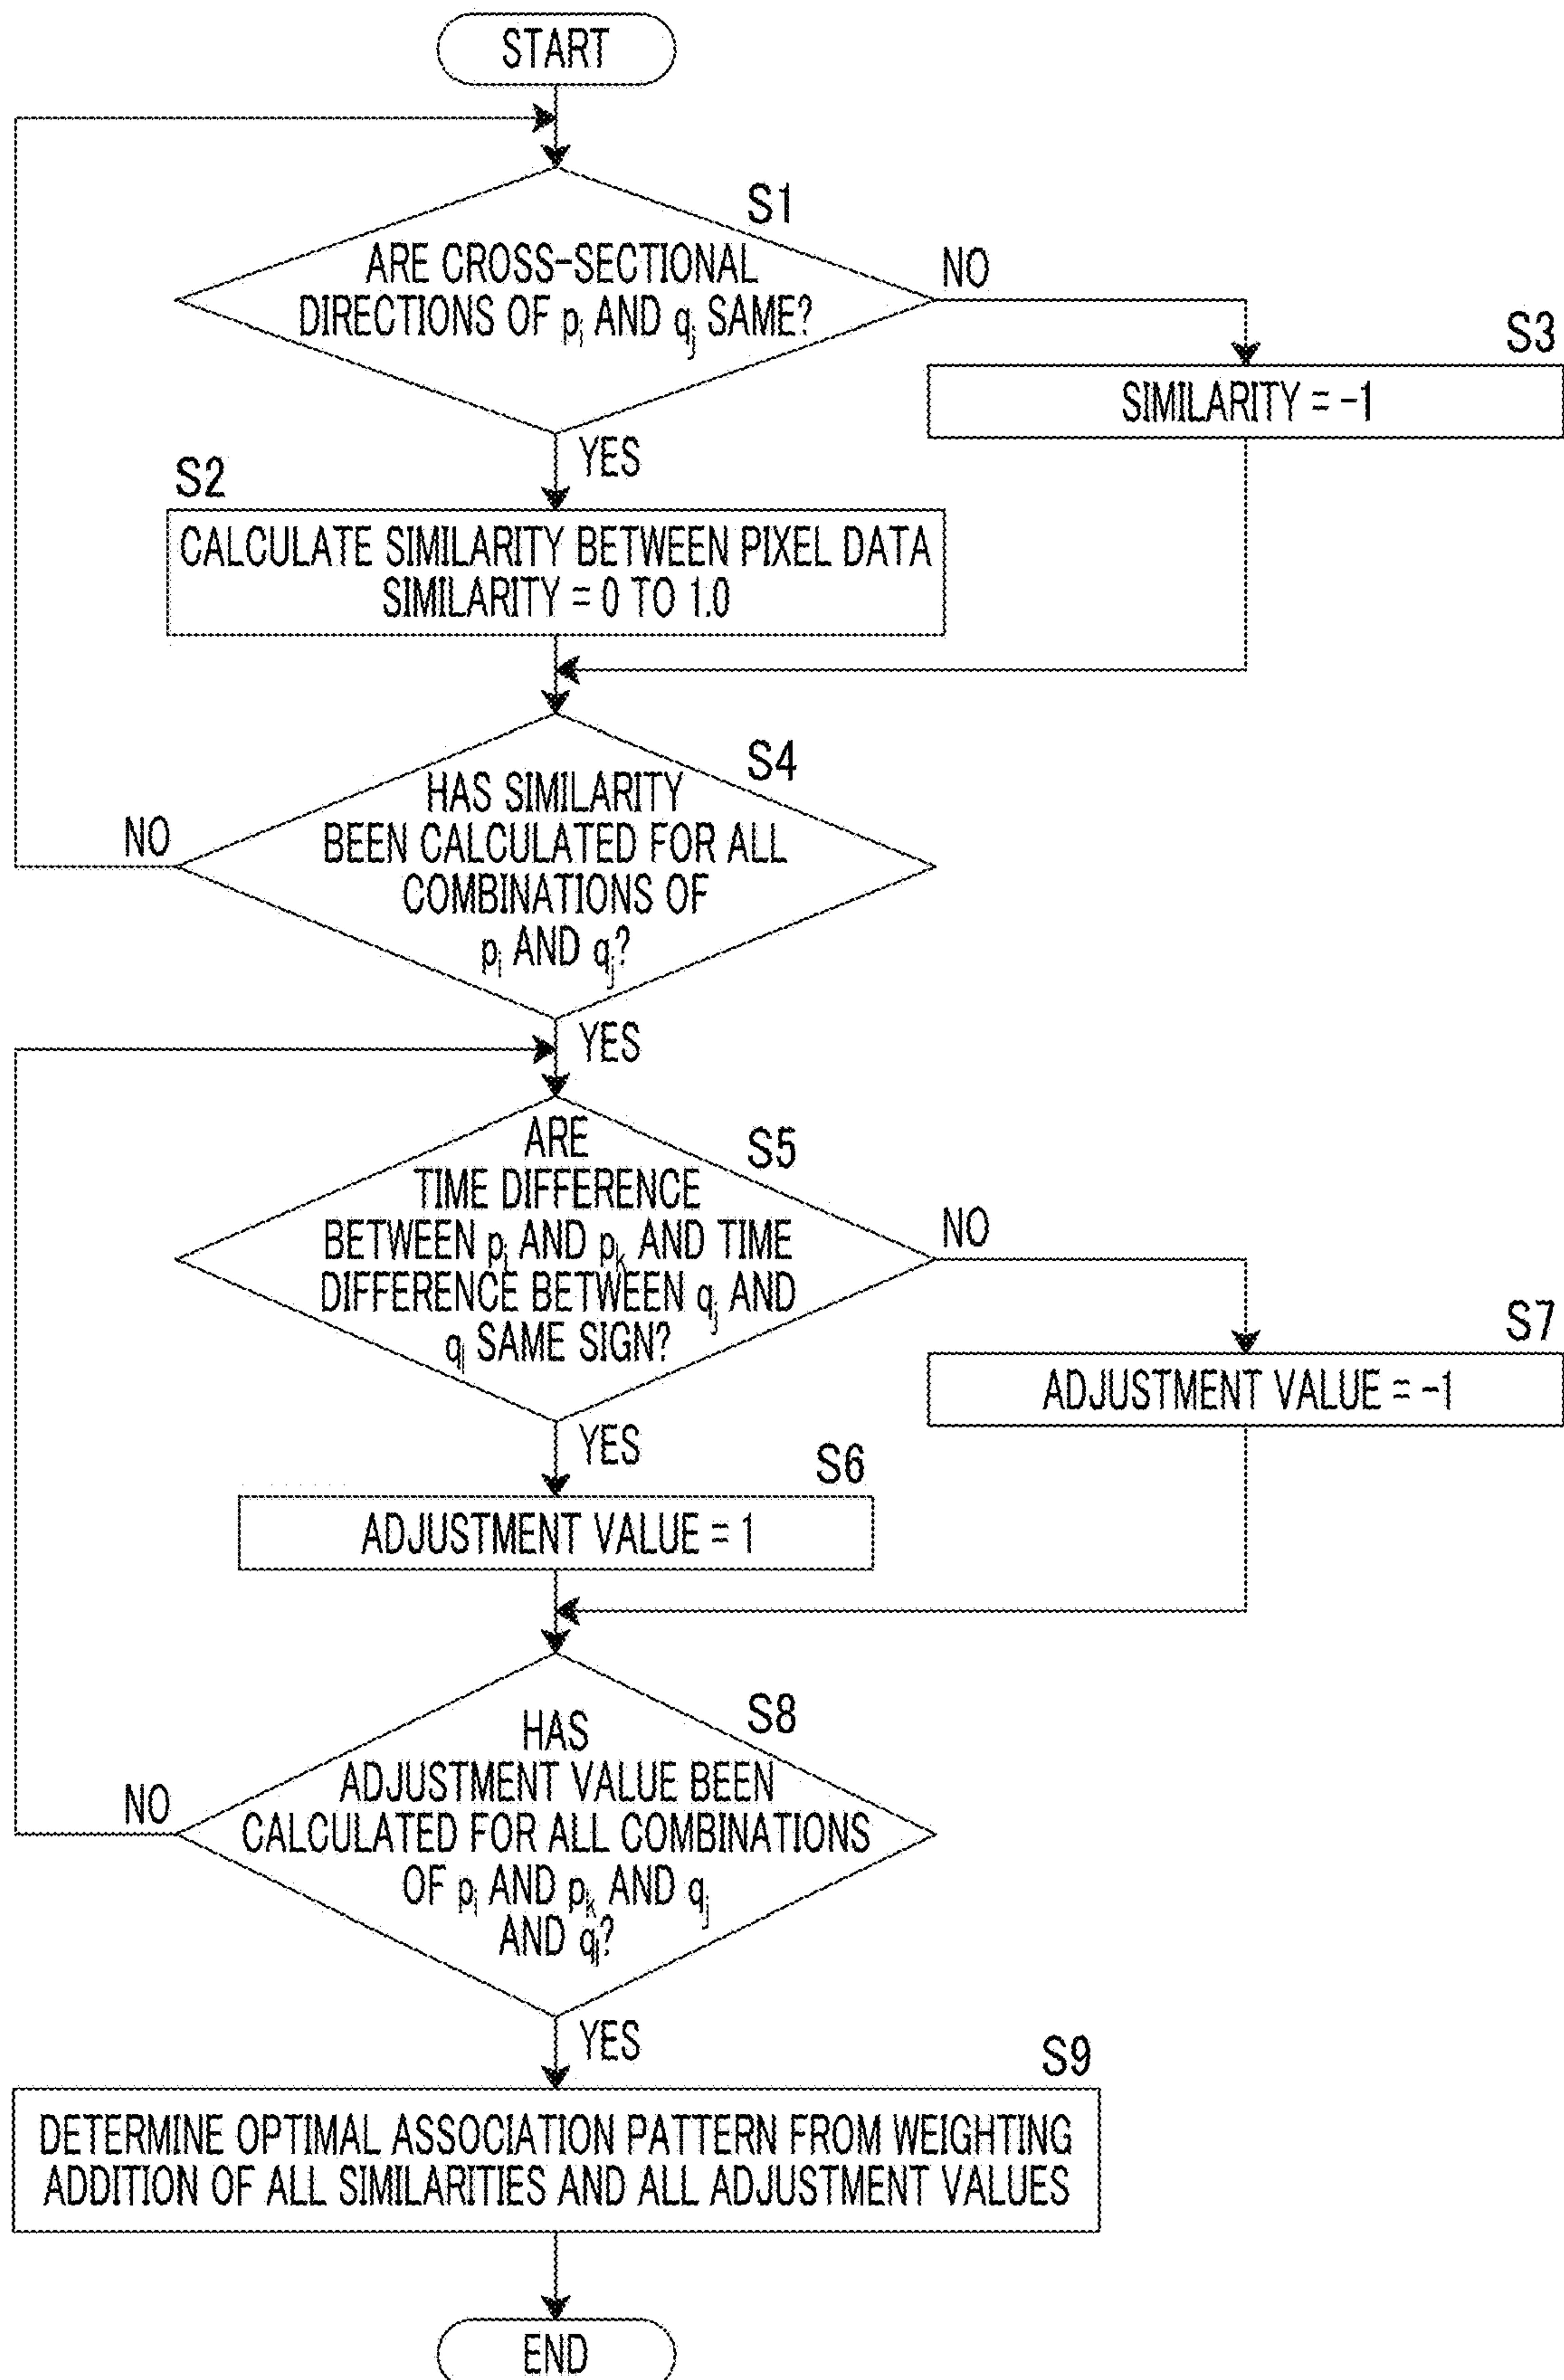 START
S1
ARE CROSS-SECTIONAL
DIRECTIONS OF pi AND qj SAME?
NO
S3
SIMILARITY = -1
YES
S2
CALCULATE SIMILARITY BETWEEN PIXEL DATA
SIMILARITY = 0 TO 1.0
S4
HAS SIMILARITY
BEEN CALCULATED FOR ALL
COMBINATIONS OF
pi AND qj?
NO
YES
S5
ARE
TIME DIFFERENCE
BETWEEN pi AND pk AND TIME
DIFFERENCE BETWEEN qj AND
ql SAME SIGN?
NO
S7
ADJUSTMENT VALUE = -1
YES
S6
ADJUSTMENT VALUE = 1
S8
HAS
ADJUSTMENT VALUE BEEN
CALCULATED FOR ALL COMBINATIONS
OF pi AND pk AND qj
AND ql?
NO
YES
S9
DETERMINE OPTIMAL ASSOCIATION PATTERN FROM WEIGHTING
ADDITION OF ALL SIMILARITIES AND ALL ADJUSTMENT VALUES
END